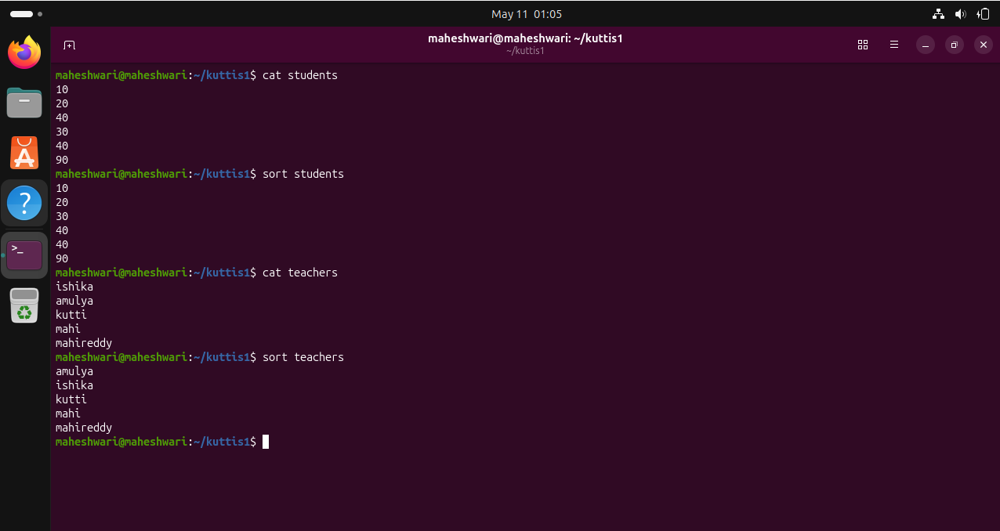 May 11 01:05
maheshwari@maheshwari: ~/kuttis1
~/kuttis1
maheshwari@maheshwari:~/kuttis1$ cat students
10
20
40
30
40
90
maheshwari@maheshwari:~/kuttis1$ sort students
10
20
30
40
40
90
maheshwari@maheshwari:~/kuttis1$ cat teachers
ishika
amulya
kutti
mahi
mahireddy
maheshwari@maheshwari:~/kuttis1$ sort teachers
amulya
ishika
kutti
mahi
mahireddy
maheshwari@maheshwari:~/kuttis1$